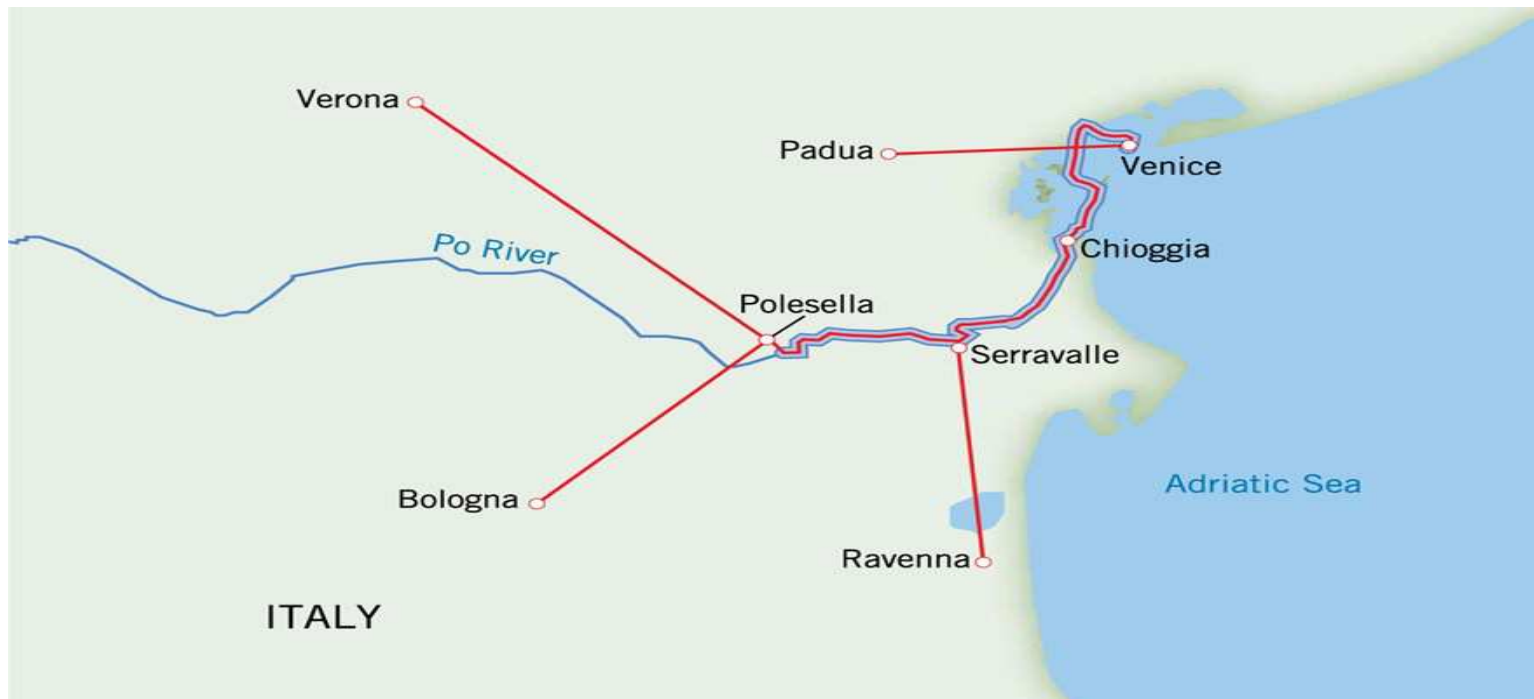 Verona
Padua
Venice
Po River
Chioggia
Polesella
Serravalle
Adriatic Sea
Bologna
Ravenna
ITALY